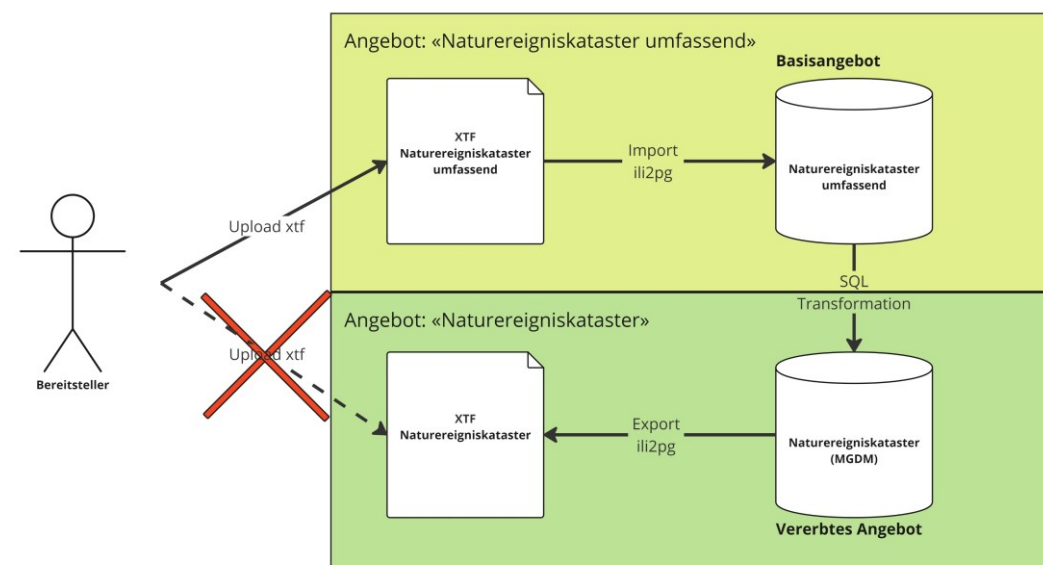 Angebot: «Naturereigniskataster umfassend»
Basisangebot
XTF
Naturereigniskataster
umfassend
Import
ili2pg
Naturereigniskataster
umfassend
Upload xtf
SQL
Transformation
Angebot: «Naturereigniskataster»
Upload xtf
Bereitsteller
XTF
Naturereigniskataster
Export
ili2pg
Naturereigniskataster
(MGDM)
Vererbtes Angebot